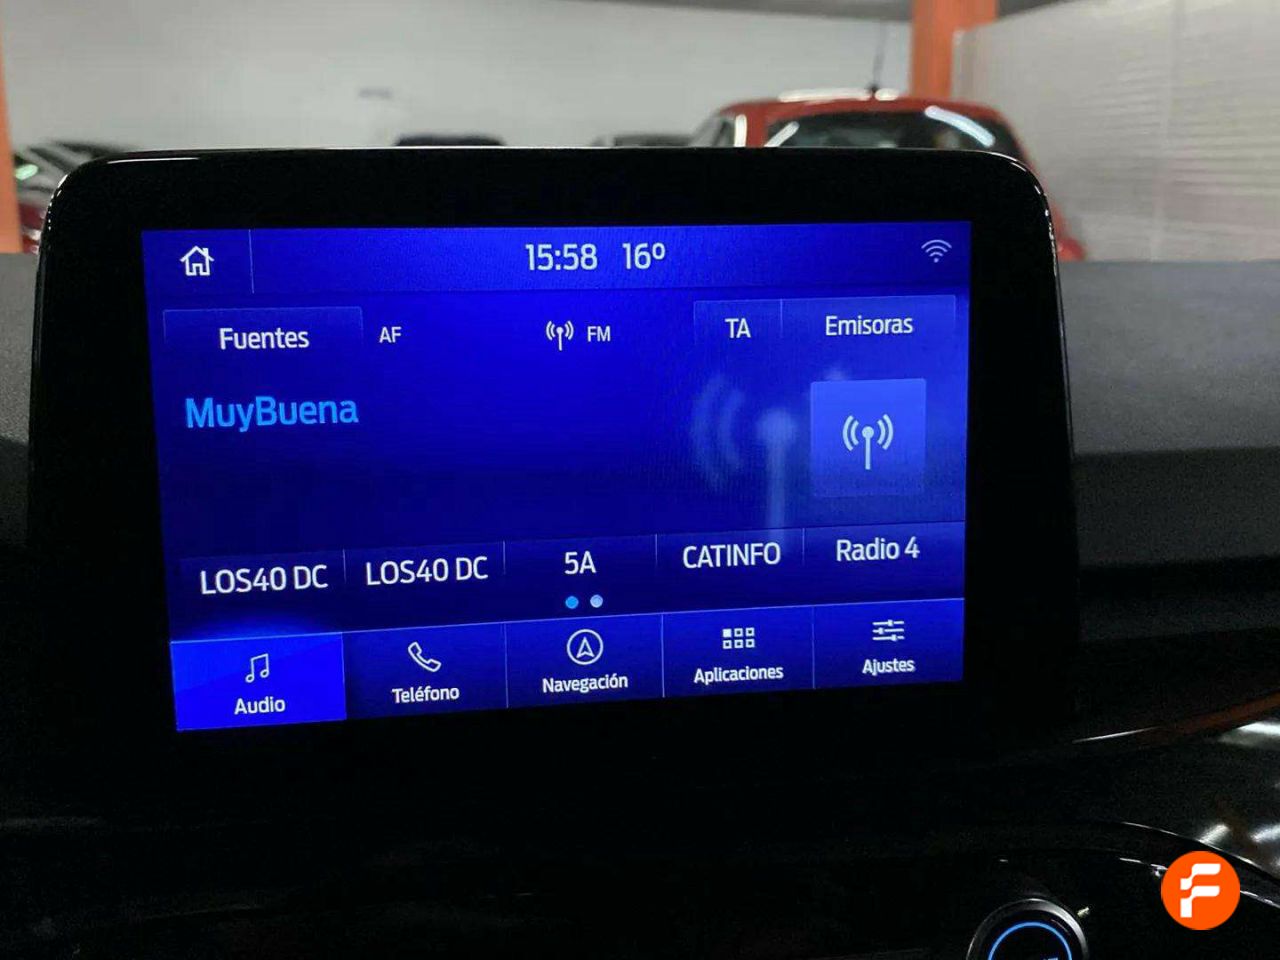 15:58 16º
Fuentes AF FM TA Emisoras
MuyBuena
LOS40 DC LOS40 DC 5A CATINFO Radio 4
Audio Teléfono Navegación Aplicaciones Ajustes